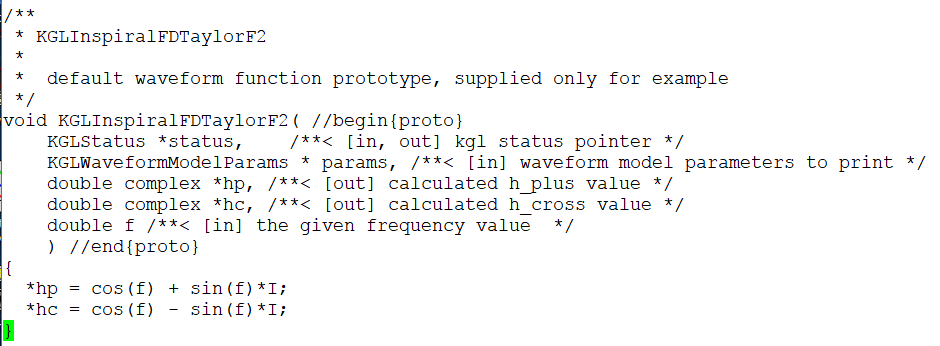 /**
 * KGLInspiralFDTaylorF2
 *
 *  default waveform function prototype, supplied only for example
 */
void KGLInspiralFDTaylorF2( //begin{proto}
    KGLStatus *status,    /**< [in, out] kgl status pointer */
    KGLWaveformModelParams * params, /**< [in] waveform model parameters to print */
    double complex *hp, /**< [out] calculated h_plus value */
    double complex *hc, /**< [out] calculated h_cross value */
    double f /**< [in] the given frequency value  */
    ) //end{proto}
{
  *hp = cos(f) + sin(f)*I;
  *hc = cos(f) - sin(f)*I;
}